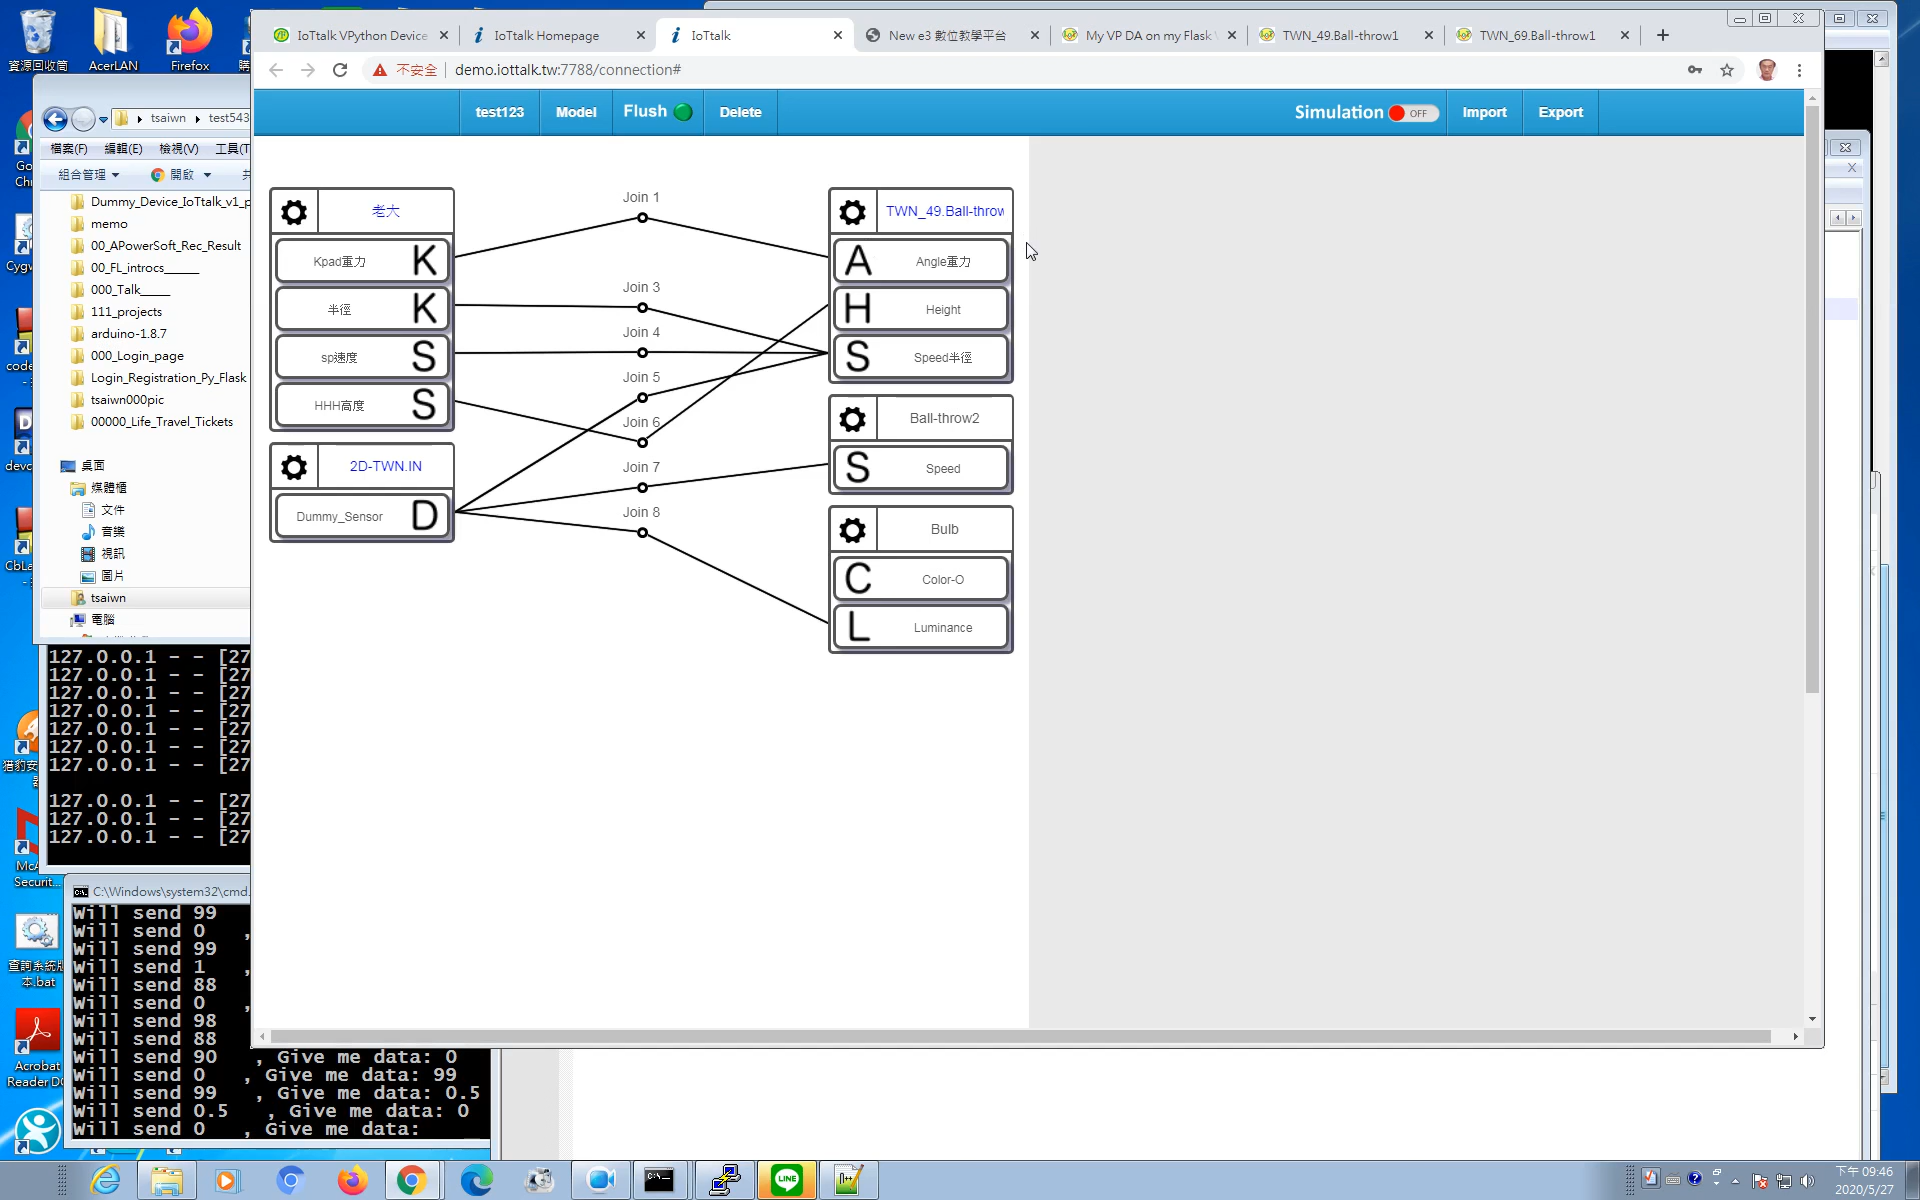 IoTtalk VPython Device
IoTtalk Homepage
IoTtalk
New e3 數位教學平台
My VP DA on my Flask
TWN_49.Ball-throw1
TWN_69.Ball-throw1
不安全
demo.iottalk.tw:7788/connection#
test123
Model
Flush
Delete
Simulation
OFF
Import
Export
老大
Kpad重力
K
半徑
K
sp速度
S
HHH高度
S
2D-TWN.IN
Dummy_Sensor
D
Join 1
Join 3
Join 4
Join 5
Join 6
Join 7
Join 8
TWN_49.Ball-throw
A
Angle重力
H
Height
S
Speed半徑
Ball-throw2
S
Speed
Bulb
C
Color-O
L
Luminance
資源回收筒
AcerLAN
Firefox
tsaiwn
test543
檔案(F)
編輯(E)
檢視(V)
工具(T
組合管理
開啟
Dummy_Device_IoTtalk_v1_p
memo
00_APowerSoft_Rec_Result
00_FL_introcs______
000_Talk_____
111_projects
arduino-1.8.7
000_Login_page
Login_Registration_Py_Flask
tsaiwn000pic
00000_Life_Travel_Tickets
桌面
媒體櫃
文件
音樂
視訊
圖片
tsaiwn
電腦
127.0.0.1 - - [27
127.0.0.1 - - [27
127.0.0.1 - - [27
127.0.0.1 - - [27
127.0.0.1 - - [27
127.0.0.1 - - [27
127.0.0.1 - - [27
127.0.0.1 - - [27
127.0.0.1 - - [27
127.0.0.1 - - [27
C:\Windows\system32\cmd.
Will send 99
Will send 0 ,
Will send 99
Will send 1 ,
Will send 88
Will send 0 ,
Will send 98
Will send 88
Will send 90 , Give me data: 0
Will send 0 , Give me data: 99
Will send 99 , Give me data: 0.5
Will send 0.5 , Give me data: 0
Will send 0 , Give me data:
查詢系統版
本.bat
Acrobat
Reader DC
LINE
下午 09:46
2020/5/27